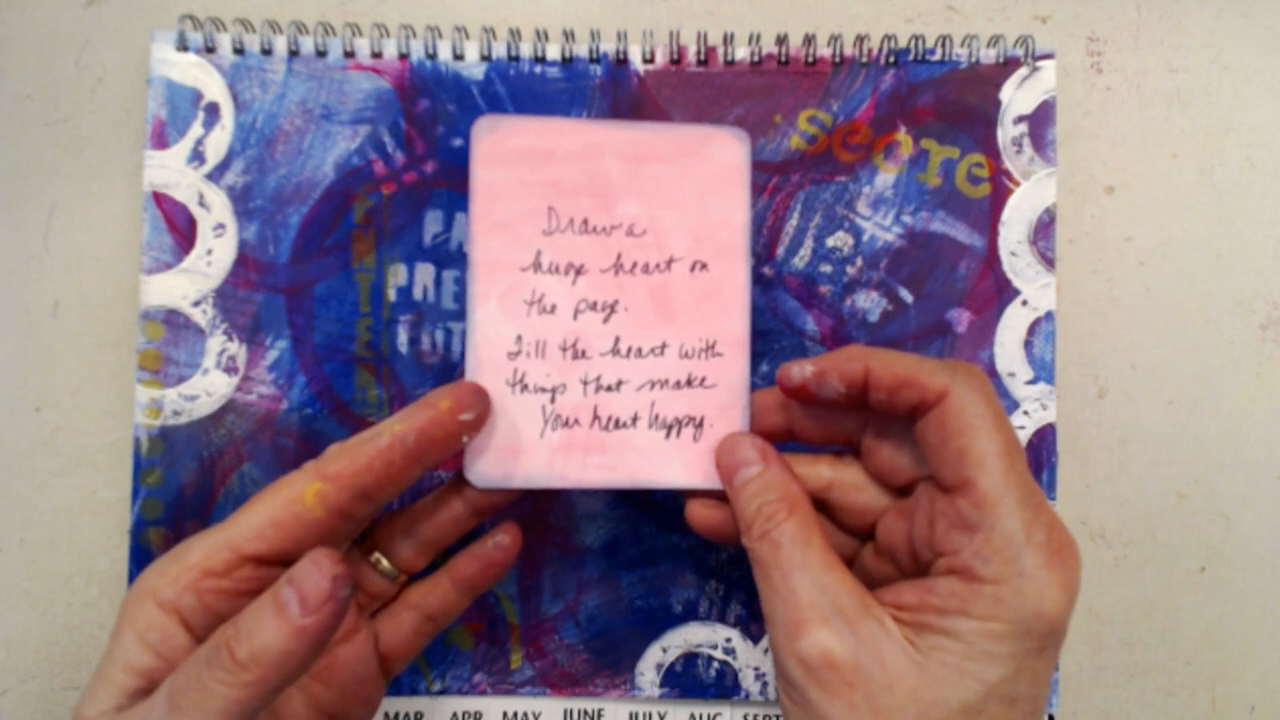 secre
PRE
Draw a
huge heart on
the page.
Fill the heart with
things that make
your heart happy.
MAR APR MAY JUNE JULY AUG SEPT